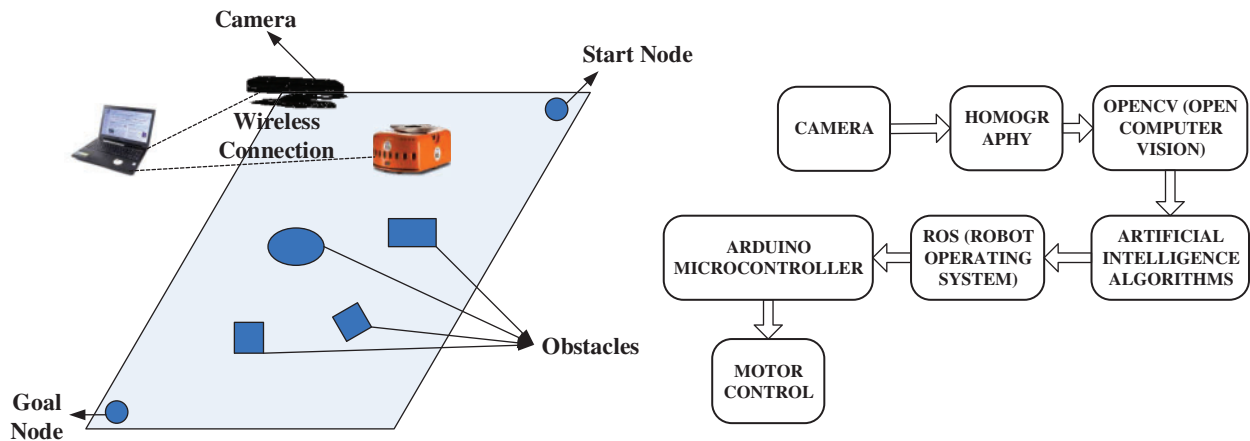 Camera
Start Node
Wireless
Connection
Obstacles
Goal
Node
CAMERA
HOMOGR
APHY
OPENCV (OPEN
COMPUTER
VISION)
ARDUINO
MICROCONTROLLER
ROS (ROBOT
OPERATING
SYSTEM)
ARTIFICIAL
INTELLIGENCE
ALGORITHMS
MOTOR
CONTROL